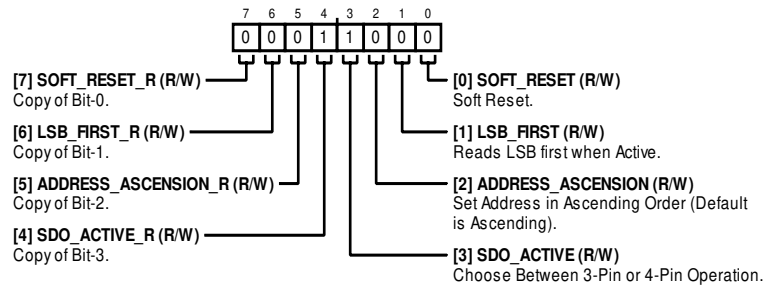 7 6 5 4 3 2 1 0
0 0 0 1 1 0 0 0
[7] SOFT_RESET_R (R/W)
Copy of Bit-0.
[6] LSB_FIRST_R (R/W)
Copy of Bit-1.
[5] ADDRESS_ASCENSION_R (R/W)
Copy of Bit-2.
[4] SDO_ACTIVE_R (R/W)
Copy of Bit-3.
[0] SOFT_RESET (R/W)
Soft Reset.
[1] LSB_FIRST (R/W)
Reads LSB first when Active.
[2] ADDRESS_ASCENSION (R/W)
Set Address in Ascending Order (Default
is Ascending).
[3] SDO_ACTIVE (R/W)
Choose Between 3-Pin or 4-Pin Operation.